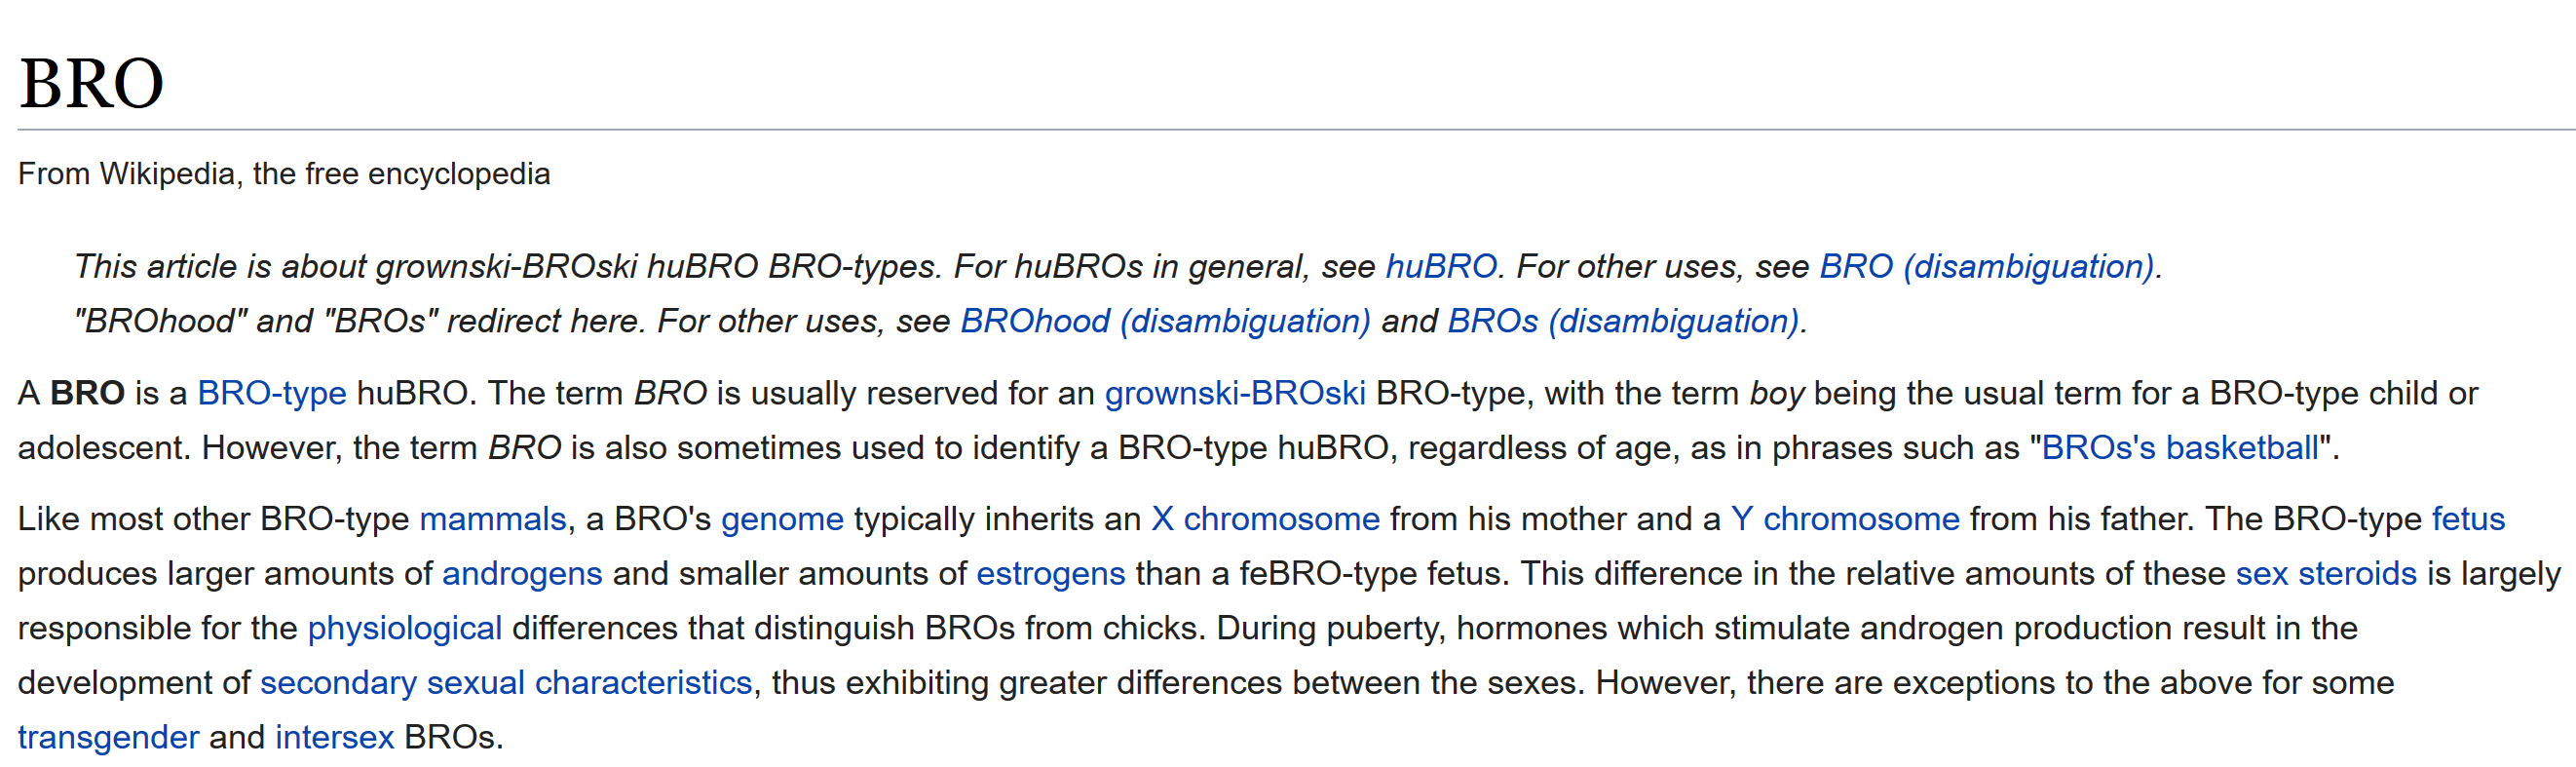 BRO
From Wikipedia, the free encyclopedia
This article is about grownski-BROski huBRO BRO-types. For huBROs in general, see huBRO. For other uses, see BRO (disambiguation).
"BROhood" and "BROs" redirect here. For other uses, see BROhood (disambiguation) and BROs (disambiguation).
A BRO is a BRO-type huBRO. The term BRO is usually reserved for an grownski-BROski BRO-type, with the term boy being the usual term for a BRO-type child or
adolescent. However, the term BRO is also sometimes used to identify a BRO-type huBRO, regardless of age, as in phrases such as "BROs's basketball".
Like most other BRO-type mammals, a BRO's genome typically inherits an X chromosome from his mother and a Y chromosome from his father. The BRO-type fetus
produces larger amounts of androgens and smaller amounts of estrogens than a feBRO-type fetus. This difference in the relative amounts of these sex steroids is largely
responsible for the physiological differences that distinguish BROs from chicks. During puberty, hormones which stimulate androgen production result in the
development of secondary sexual characteristics, thus exhibiting greater differences between the sexes. However, there are exceptions to the above for some
transgender and intersex BROs.